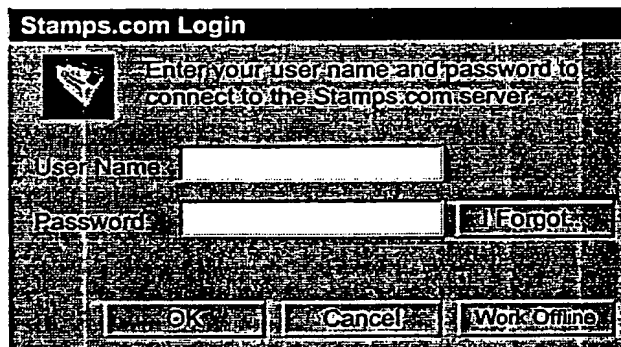 Stamps.com Login
Enter your user name and password to
connect to the Stamps.com server.
User Name:
Password:
I Forgot
OK
Cancel
Work Offline